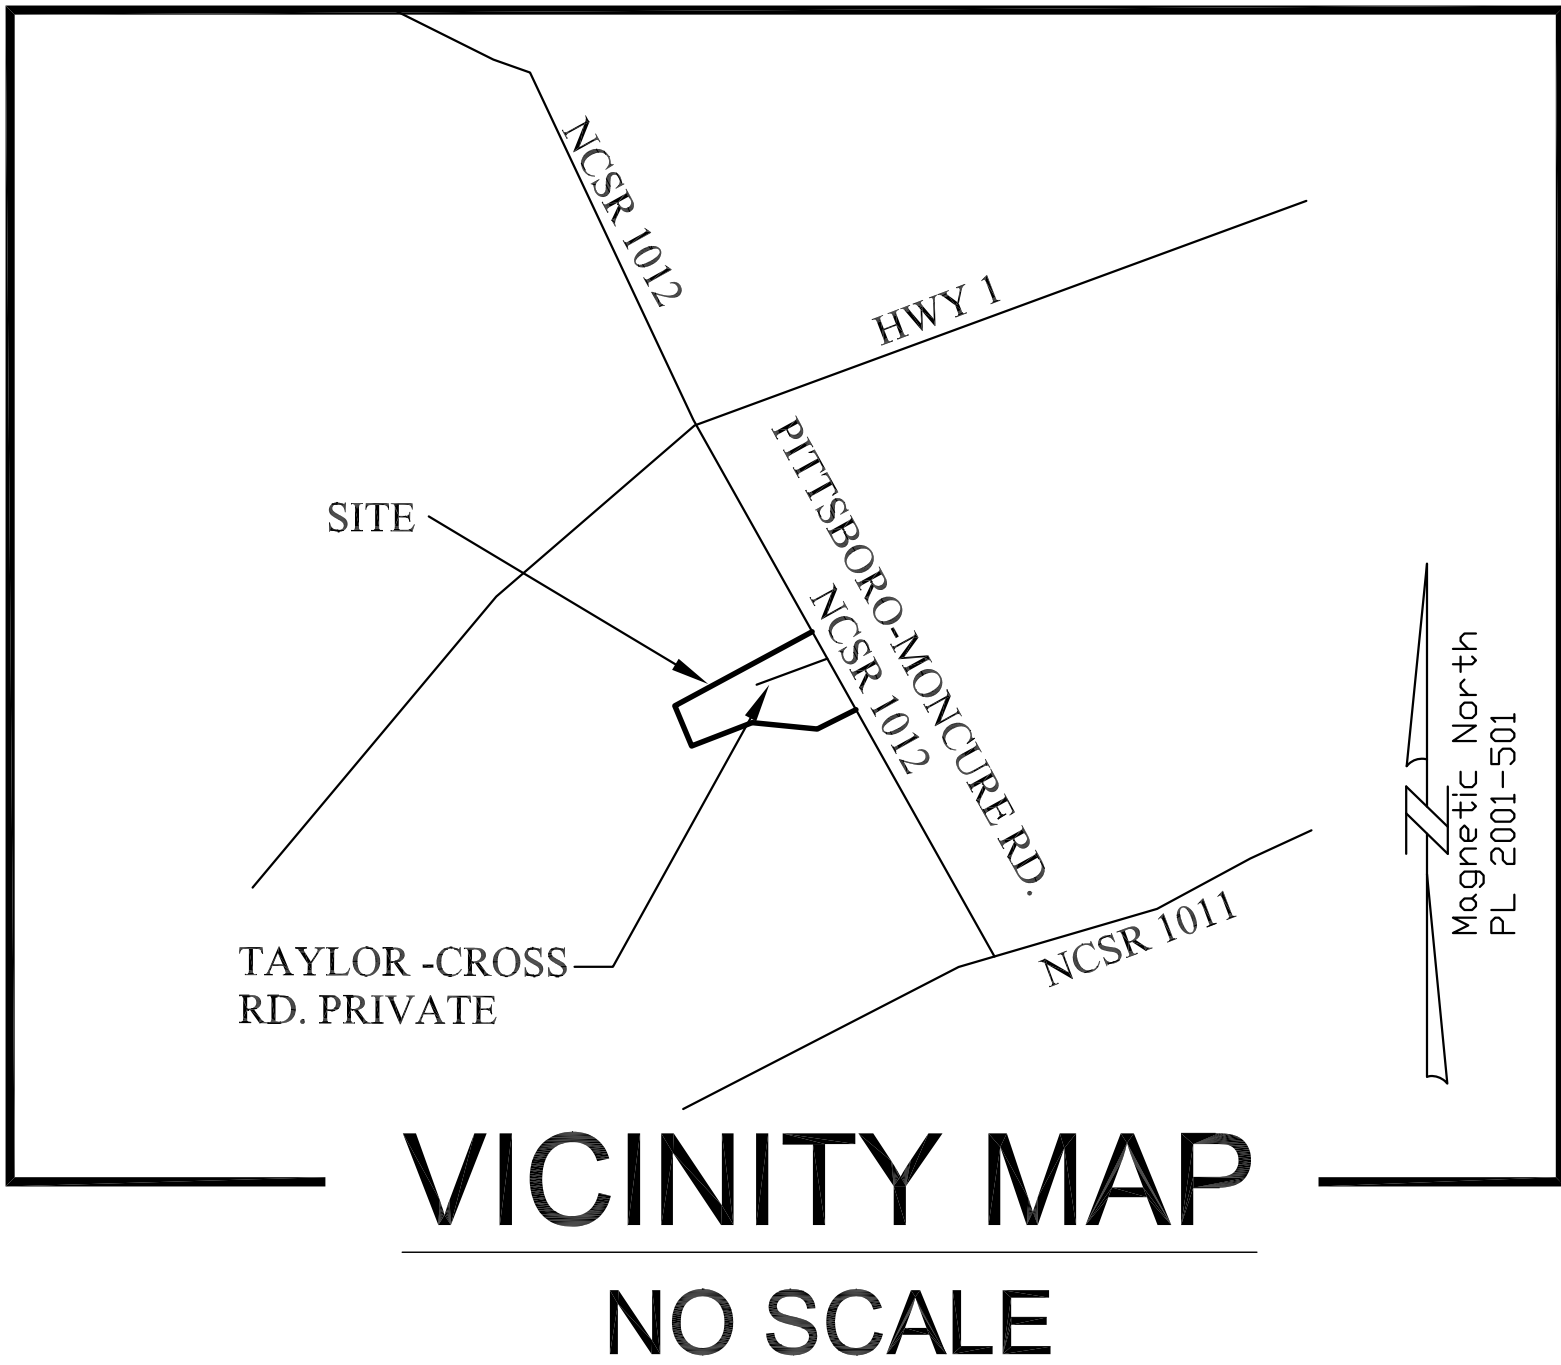 NCSR 1012
HWY 1
PITTSBORO-MONCURE RD.
SITE
NCSR 1012
Magnetic North
PL 2001-501
TAYLOR -CROSS
RD. PRIVATE
NCSR 1011
VICINITY MAP
NO SCALE